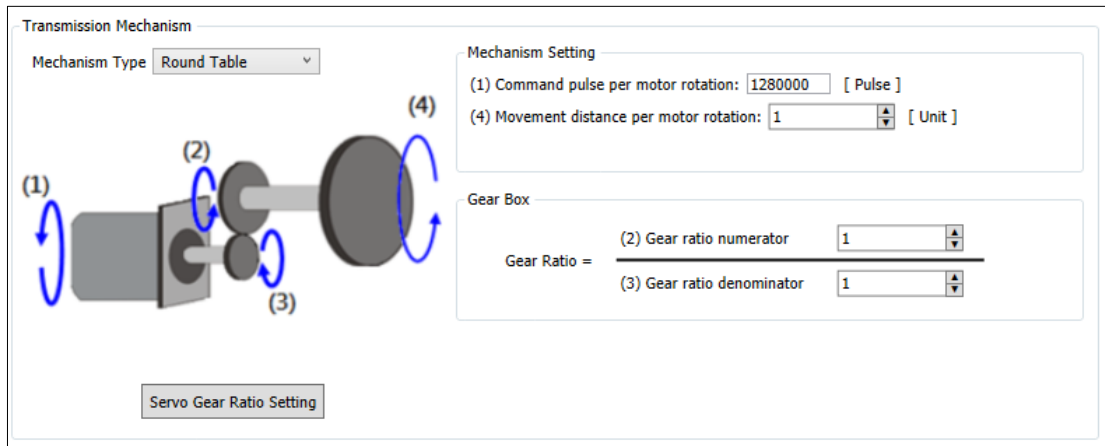 Transmission Mechanism
Mechanism Type Round Table
(1)
(2)
(3)
(4)
Servo Gear Ratio Setting
Mechanism Setting
(1) Command pulse per motor rotation: 1280000 [ Pulse ]
(4) Movement distance per motor rotation: 1 [ Unit ]
Gear Box
Gear Ratio =
(2) Gear ratio numerator 1
(3) Gear ratio denominator 1